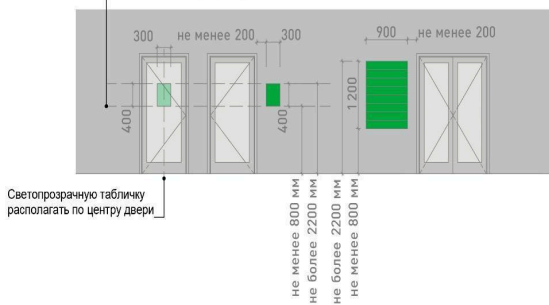 300
не менее 200
300
900
не менее 200
400
400
1200
Светопрозрачную табличку
располагать по центру двери
не менее 800 мм
не более 2200 мм
не более 2200 мм
не менее 800 мм